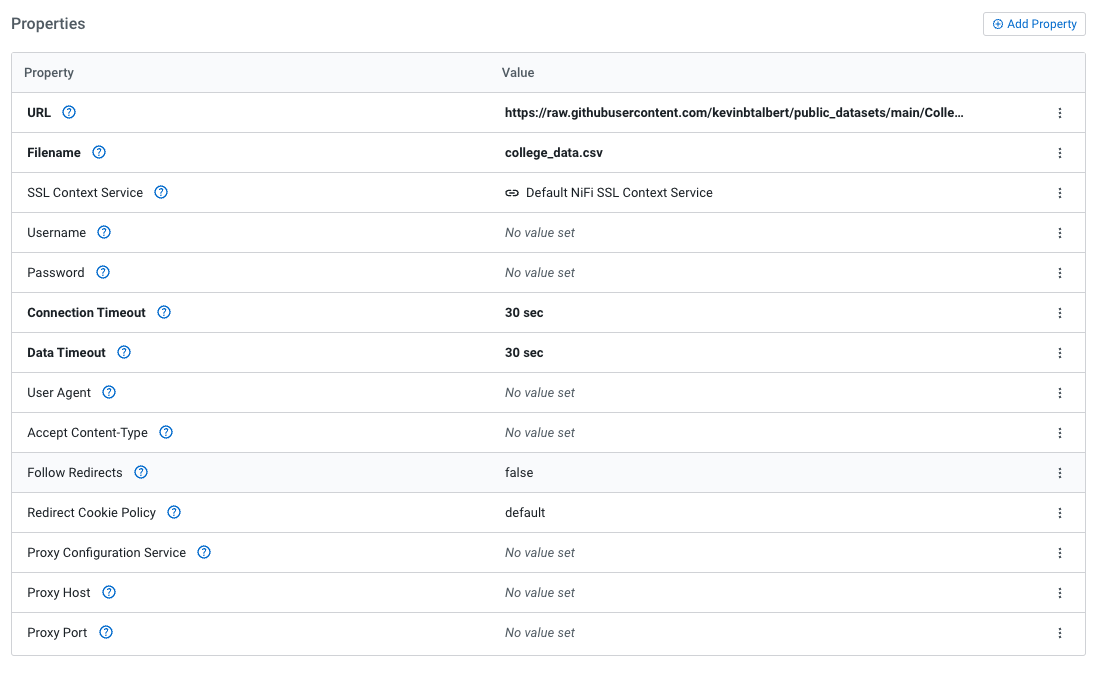 Properties
Add Property
Property Value
URL https://raw.githubusercontent.com/kevinbtalbert/public_datasets/main/Colle...
Filename college_data.csv
SSL Context Service Default NiFi SSL Context Service
Username No value set
Password No value set
Connection Timeout 30 sec
Data Timeout 30 sec
User Agent No value set
Accept Content-Type No value set
Follow Redirects false
Redirect Cookie Policy default
Proxy Configuration Service No value set
Proxy Host No value set
Proxy Port No value set